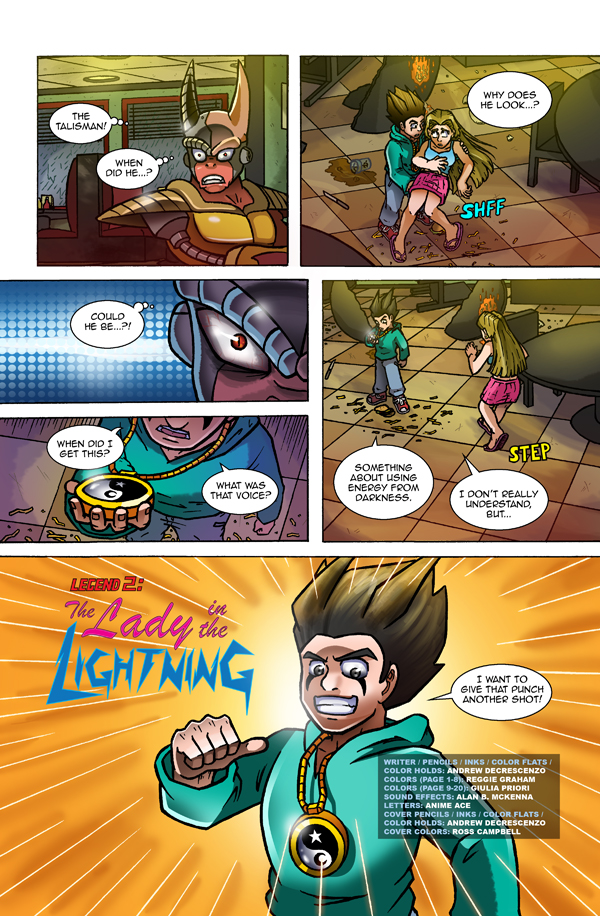 THE
TALISMAN!
WHEN
DID HE...?
WHY DOES
HE LOOK...?
SHFF
COULD
HE BE...?!
WHEN DID I
GET THIS?
WHAT WAS
THAT VOICE?
STEP
SOMETHING
ABOUT USING
ENERGY FROM
DARKNESS.
I DON'T REALLY
UNDERSTAND,
BUT...
LEGEND 2:
The Lady in
the
LIGHTNING
I WANT TO
GIVE THAT PUNCH
ANOTHER SHOT!
WRITER / PENCILS / INKS / COLOR FLATS /
COLOR HOLDS: ANDREW DECRESCENZO
COLORS (PAGE 1-8): REGGIE GRAHAM
COLORS (PAGE 9-20): GIULIA PRIORI
SOUND EFFECTS: ALAN B. MCKENNA
LETTERS: ANIME ACE
COVER PENCILS / INKS / COLOR FLATS /
COLOR HOLDS: ANDREW DECRESCENZO
COVER COLORS: ROSS CAMPBELL